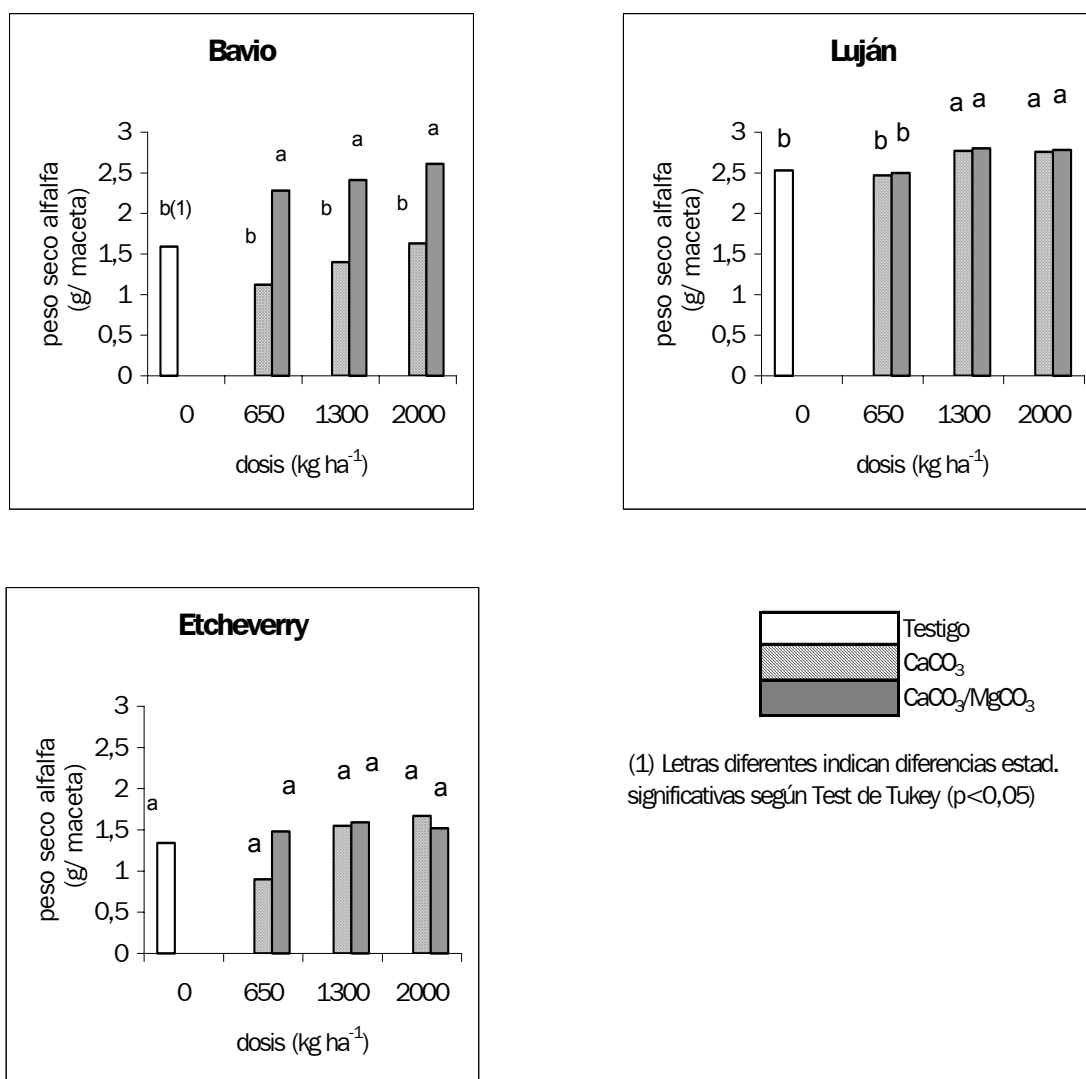 Bavio
peso seco alfalfa
(g/ maceta)
3
2,5
2
1,5
1
0,5
0
b(1)
b
a
b
a
b
a
0
650
1300
2000
dosis (kg ha⁻¹)
Luján
peso seco alfalfa
(g/ maceta)
3
2,5
2
1,5
1
0,5
0
b
b b
a a
a a
0
650
1300
2000
dosis (kg ha⁻¹)
Etcheverry
peso seco alfalfa
(g/ maceta)
3
2,5
2
1,5
1
0,5
0
a
a
a
a a
a a
0
650
1300
2000
dosis (kg ha⁻¹)
Testigo
CaCO₃
CaCO₃/MgCO₃
(1) Letras diferentes indican diferencias estad.
significativas según Test de Tukey (p<0,05)